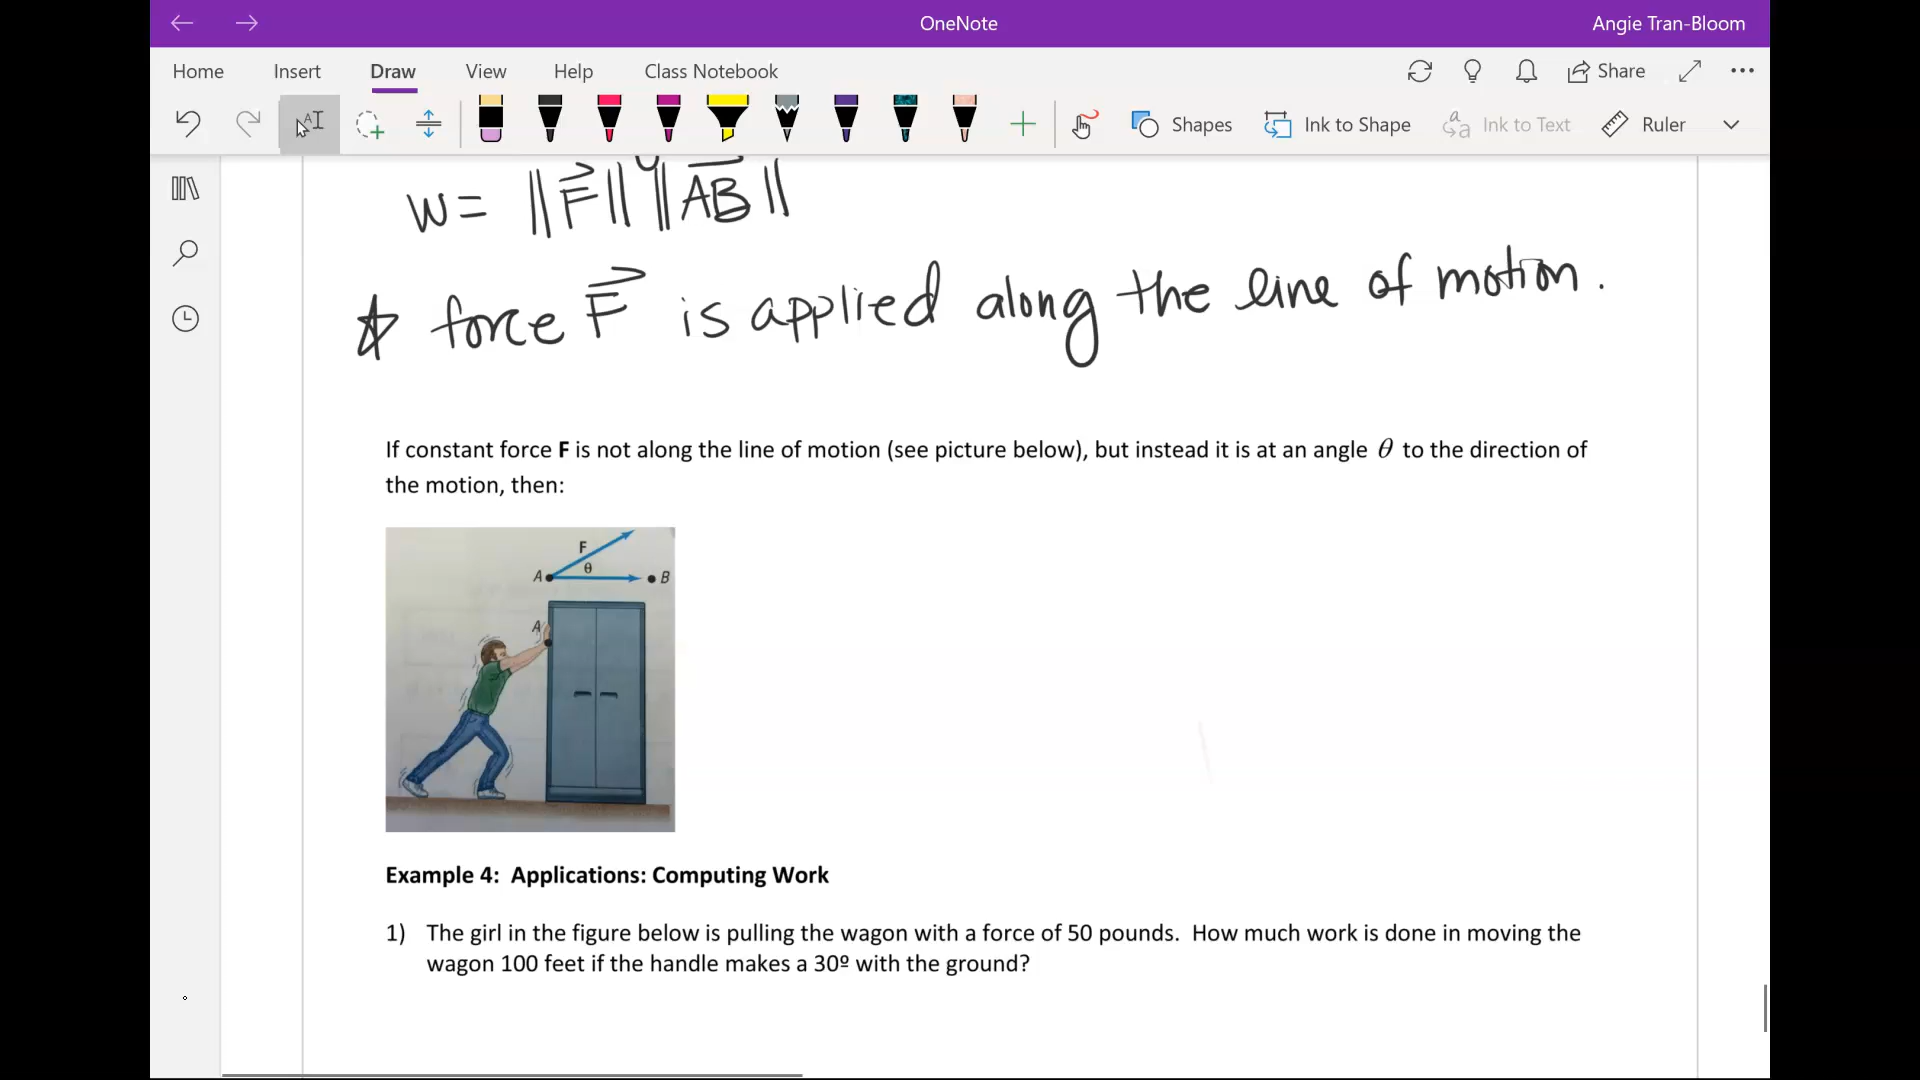 OneNote
Angie Tran-Bloom
Home Insert Draw View Help Class Notebook
Share
Shapes Ink to Shape Ink to Text Ruler
W = ||F|| ||AB||
☆ force F is applied along the line of motion.
If constant force F is not along the line of motion (see picture below), but instead it is at an angle θ to the direction of
the motion, then:
F
θ
A B
A
Example 4: Applications: Computing Work
1) The girl in the figure below is pulling the wagon with a force of 50 pounds. How much work is done in moving the
wagon 100 feet if the handle makes a 30º with the ground?